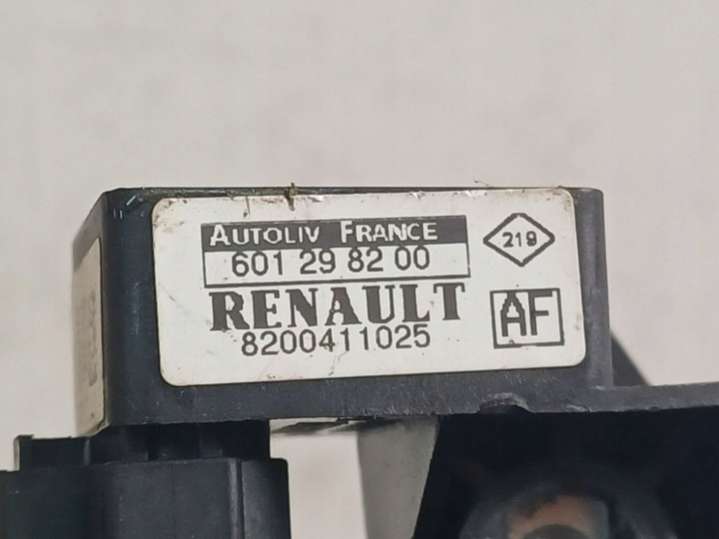 AUTOLIV FRANCE
601 29 82 00
219
RENAULT
8200411025
AF